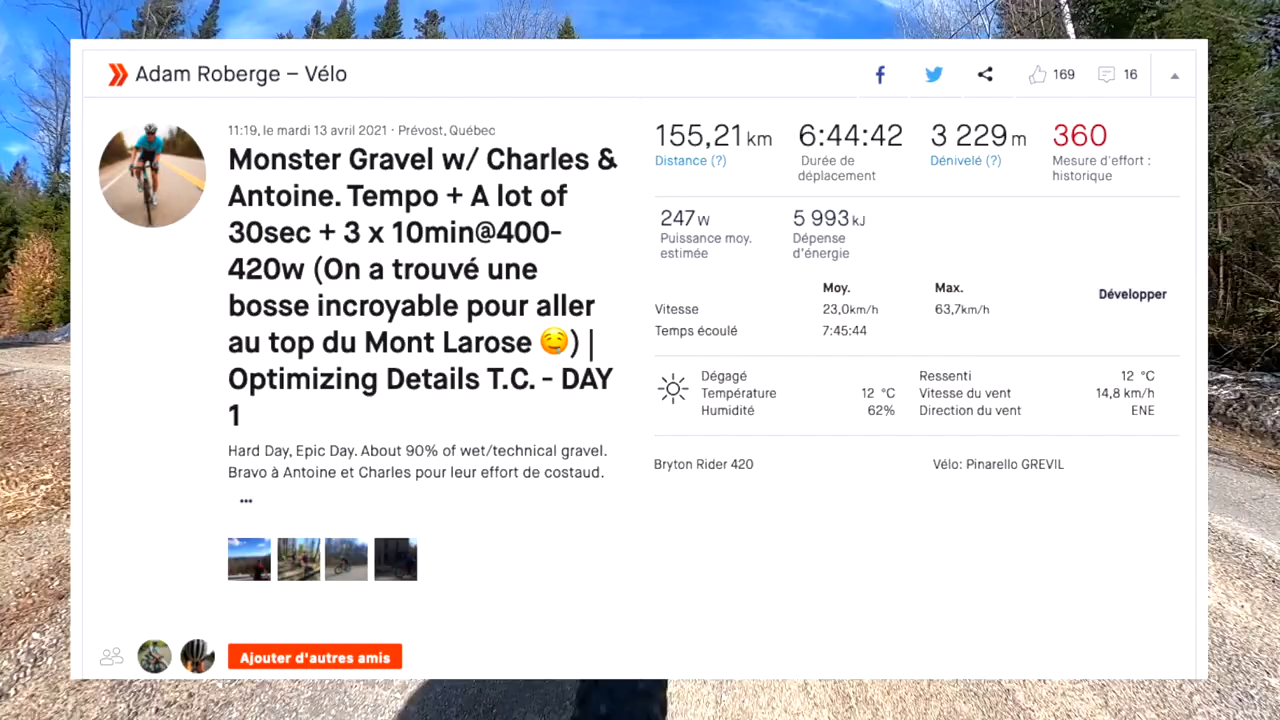 Adam Roberge – Vélo
169
16
11:19, le mardi 13 avril 2021 · Prévost, Québec
Monster Gravel w/ Charles &
Antoine. Tempo + A lot of
30sec + 3 x 10min@400-
420w (On a trouvé une
bosse incroyable pour aller
au top du Mont Larose 🤤) |
Optimizing Details T.C. - DAY
1
Hard Day, Epic Day. About 90% of wet/technical gravel.
Bravo à Antoine et Charles pour leur effort de costaud.
•••
Ajouter d'autres amis
155,21 km 6:44:42 3 229 m 360
Distance (?) Durée de Dénivelé (?) Mesure d'effort :
déplacement historique
247 W 5 993 kJ
Puissance moy. Dépense
estimée d'énergie
Moy. Max.
Développer
Vitesse 23,0km/h 63,7km/h
Temps écoulé 7:45:44
Dégagé Ressenti 12 °C
Température 12 °C Vitesse du vent 14,8 km/h
Humidité 62% Direction du vent ENE
Bryton Rider 420 Vélo: Pinarello GREVIL